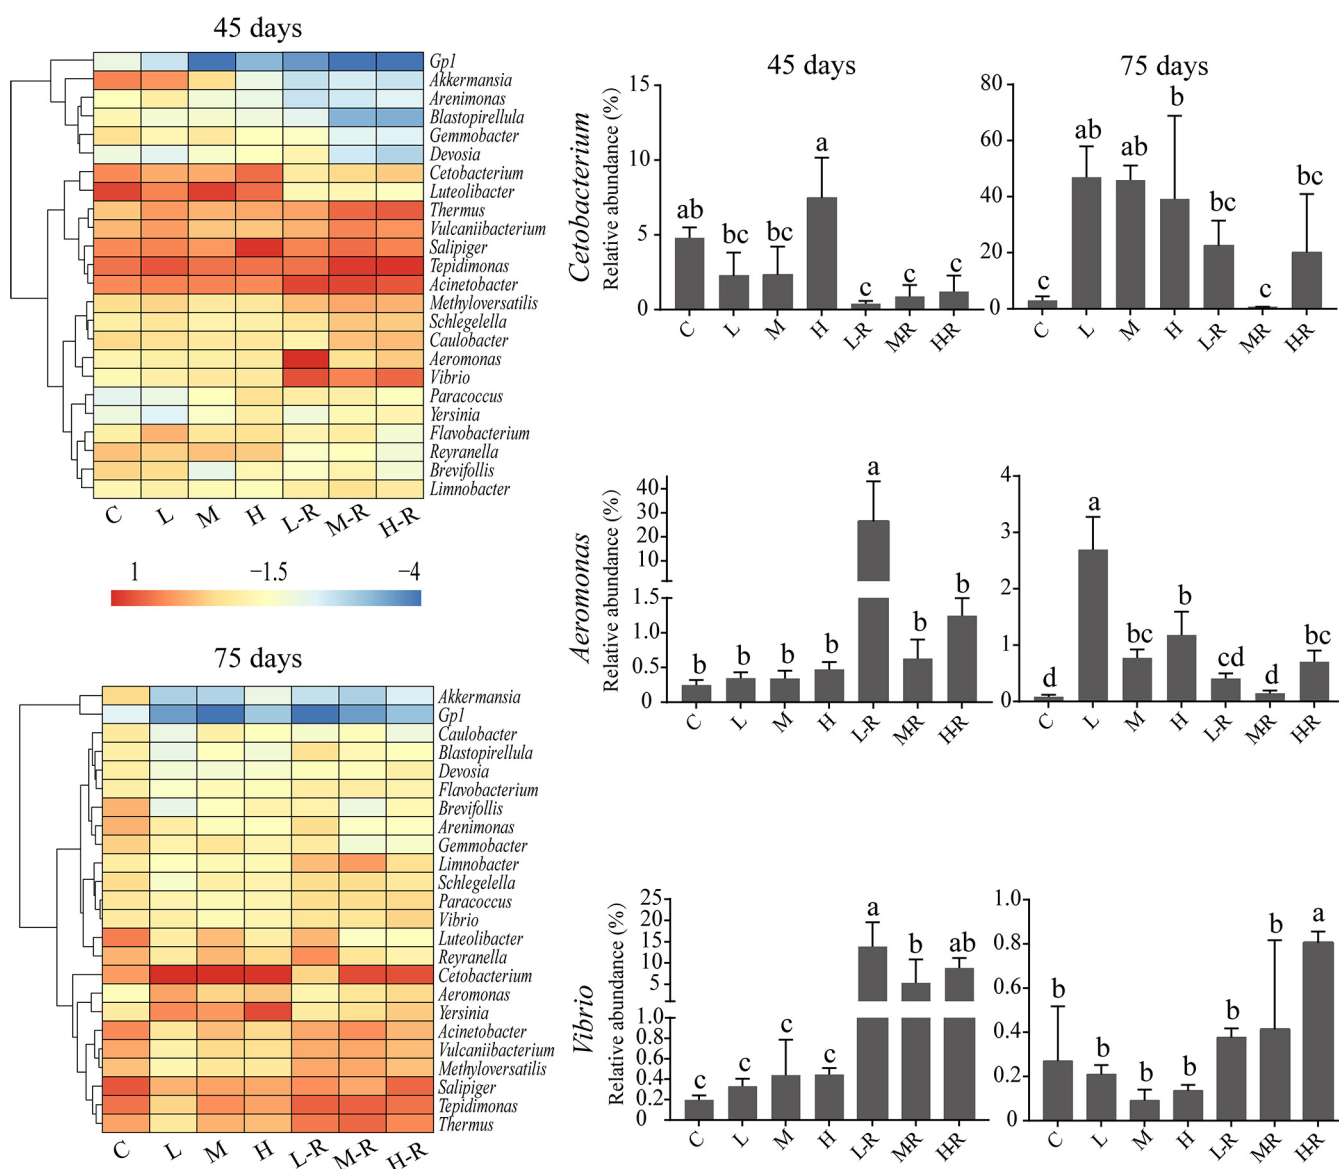 45 days
Gp1
Akkermansia
Arenimonas
Blastopirellula
Gemmobacter
Devosia
Cetobacterium
Luteolibacter
Thermus
Vulcaniibacterium
Salipiger
Tepidimonas
Acinetobacter
Methyloversatilis
Schlegelella
Caulobacter
Aeromonas
Vibrio
Paracoccus
Yersinia
Flavobacterium
Reyranella
Brevifollis
Limnobacter
C L M H L-R M-R H-R
1 −1.5 −4
75 days
Akkermansia
Gp1
Caulobacter
Blastopirellula
Devosia
Flavobacterium
Brevifollis
Arenimonas
Gemmobacter
Limnobacter
Schlegelella
Paracoccus
Vibrio
Luteolibacter
Reyranella
Cetobacterium
Aeromonas
Yersinia
Acinetobacter
Vulcaniibacterium
Methyloversatilis
Salipiger
Tepidimonas
Thermus
C L M H L-R M-R H-R
45 days
Cetobacterium
Relative abundance (%)
15
10
5
0
ab bc bc a c c c
C L M H L-R M-R H-R
75 days
80
60
40
20
0
c ab ab b bc c bc
C L M H L-R M-R H-R
Aeromonas
Relative abundance (%)
40
30
20
10
1.5
1.0
0.5
0
b b b b a b b
C L M H L-R M-R H-R
4
3
2
1
0
d a bc b cd d bc
C L M H L-R M-R H-R
Vibrio
Relative abundance (%)
25
20
15
10
5
1.0
0.8
0.6
0.4
0.2
c c c c a b ab
C L M H L-R M-R H-R
1.0
0.8
0.6
0.4
0.2
0
b b b b b b a
C L M H L-R M-R H-R